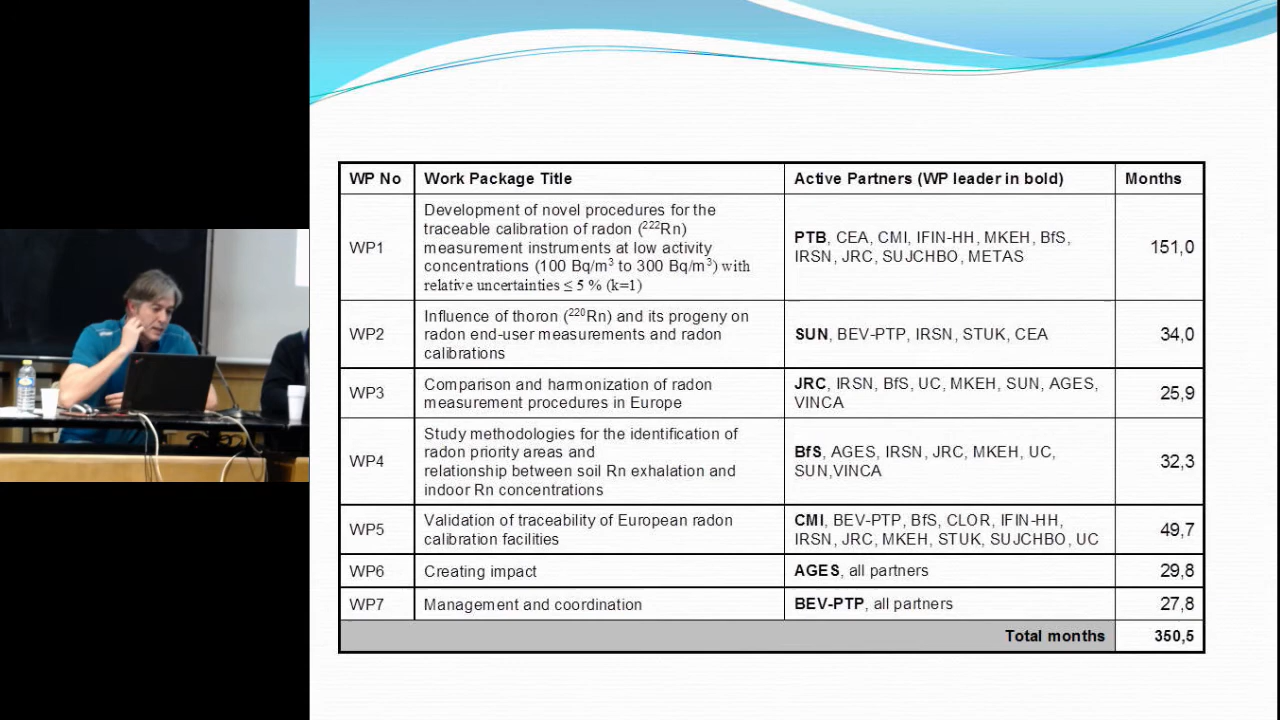 WP No Work Package Title Active Partners (WP leader in bold) Months
Development of novel procedures for the
traceable calibration of radon (²²²Rn)
measurement instruments at low activity
concentrations (100 Bq/m³ to 300 Bq/m³) with
relative uncertainties ≤ 5 % (k=1)
WP1
PTB, CEA, CMI, IFIN-HH, MKEH, BfS,
IRSN, JRC, SUJCHBO, METAS
151,0
Influence of thoron (²²⁰Rn) and its progeny on
radon end-user measurements and radon
calibrations
WP2
SUN, BEV-PTP, IRSN, STUK, CEA
34,0
Comparison and harmonization of radon
measurement procedures in Europe
WP3
JRC, IRSN, BfS, UC, MKEH, SUN, AGES,
VINCA
25,9
Study methodologies for the identification of
radon priority areas and
relationship between soil Rn exhalation and
indoor Rn concentrations
WP4
BfS, AGES, IRSN, JRC, MKEH, UC,
SUN,VINCA
32,3
Validation of traceability of European radon
calibration facilities
WP5
CMI, BEV-PTP, BfS, CLOR, IFIN-HH,
IRSN, JRC, MKEH, STUK, SUJCHBO, UC
49,7
WP6 Creating impact AGES, all partners 29,8
WP7 Management and coordination BEV-PTP, all partners 27,8
Total months 350,5